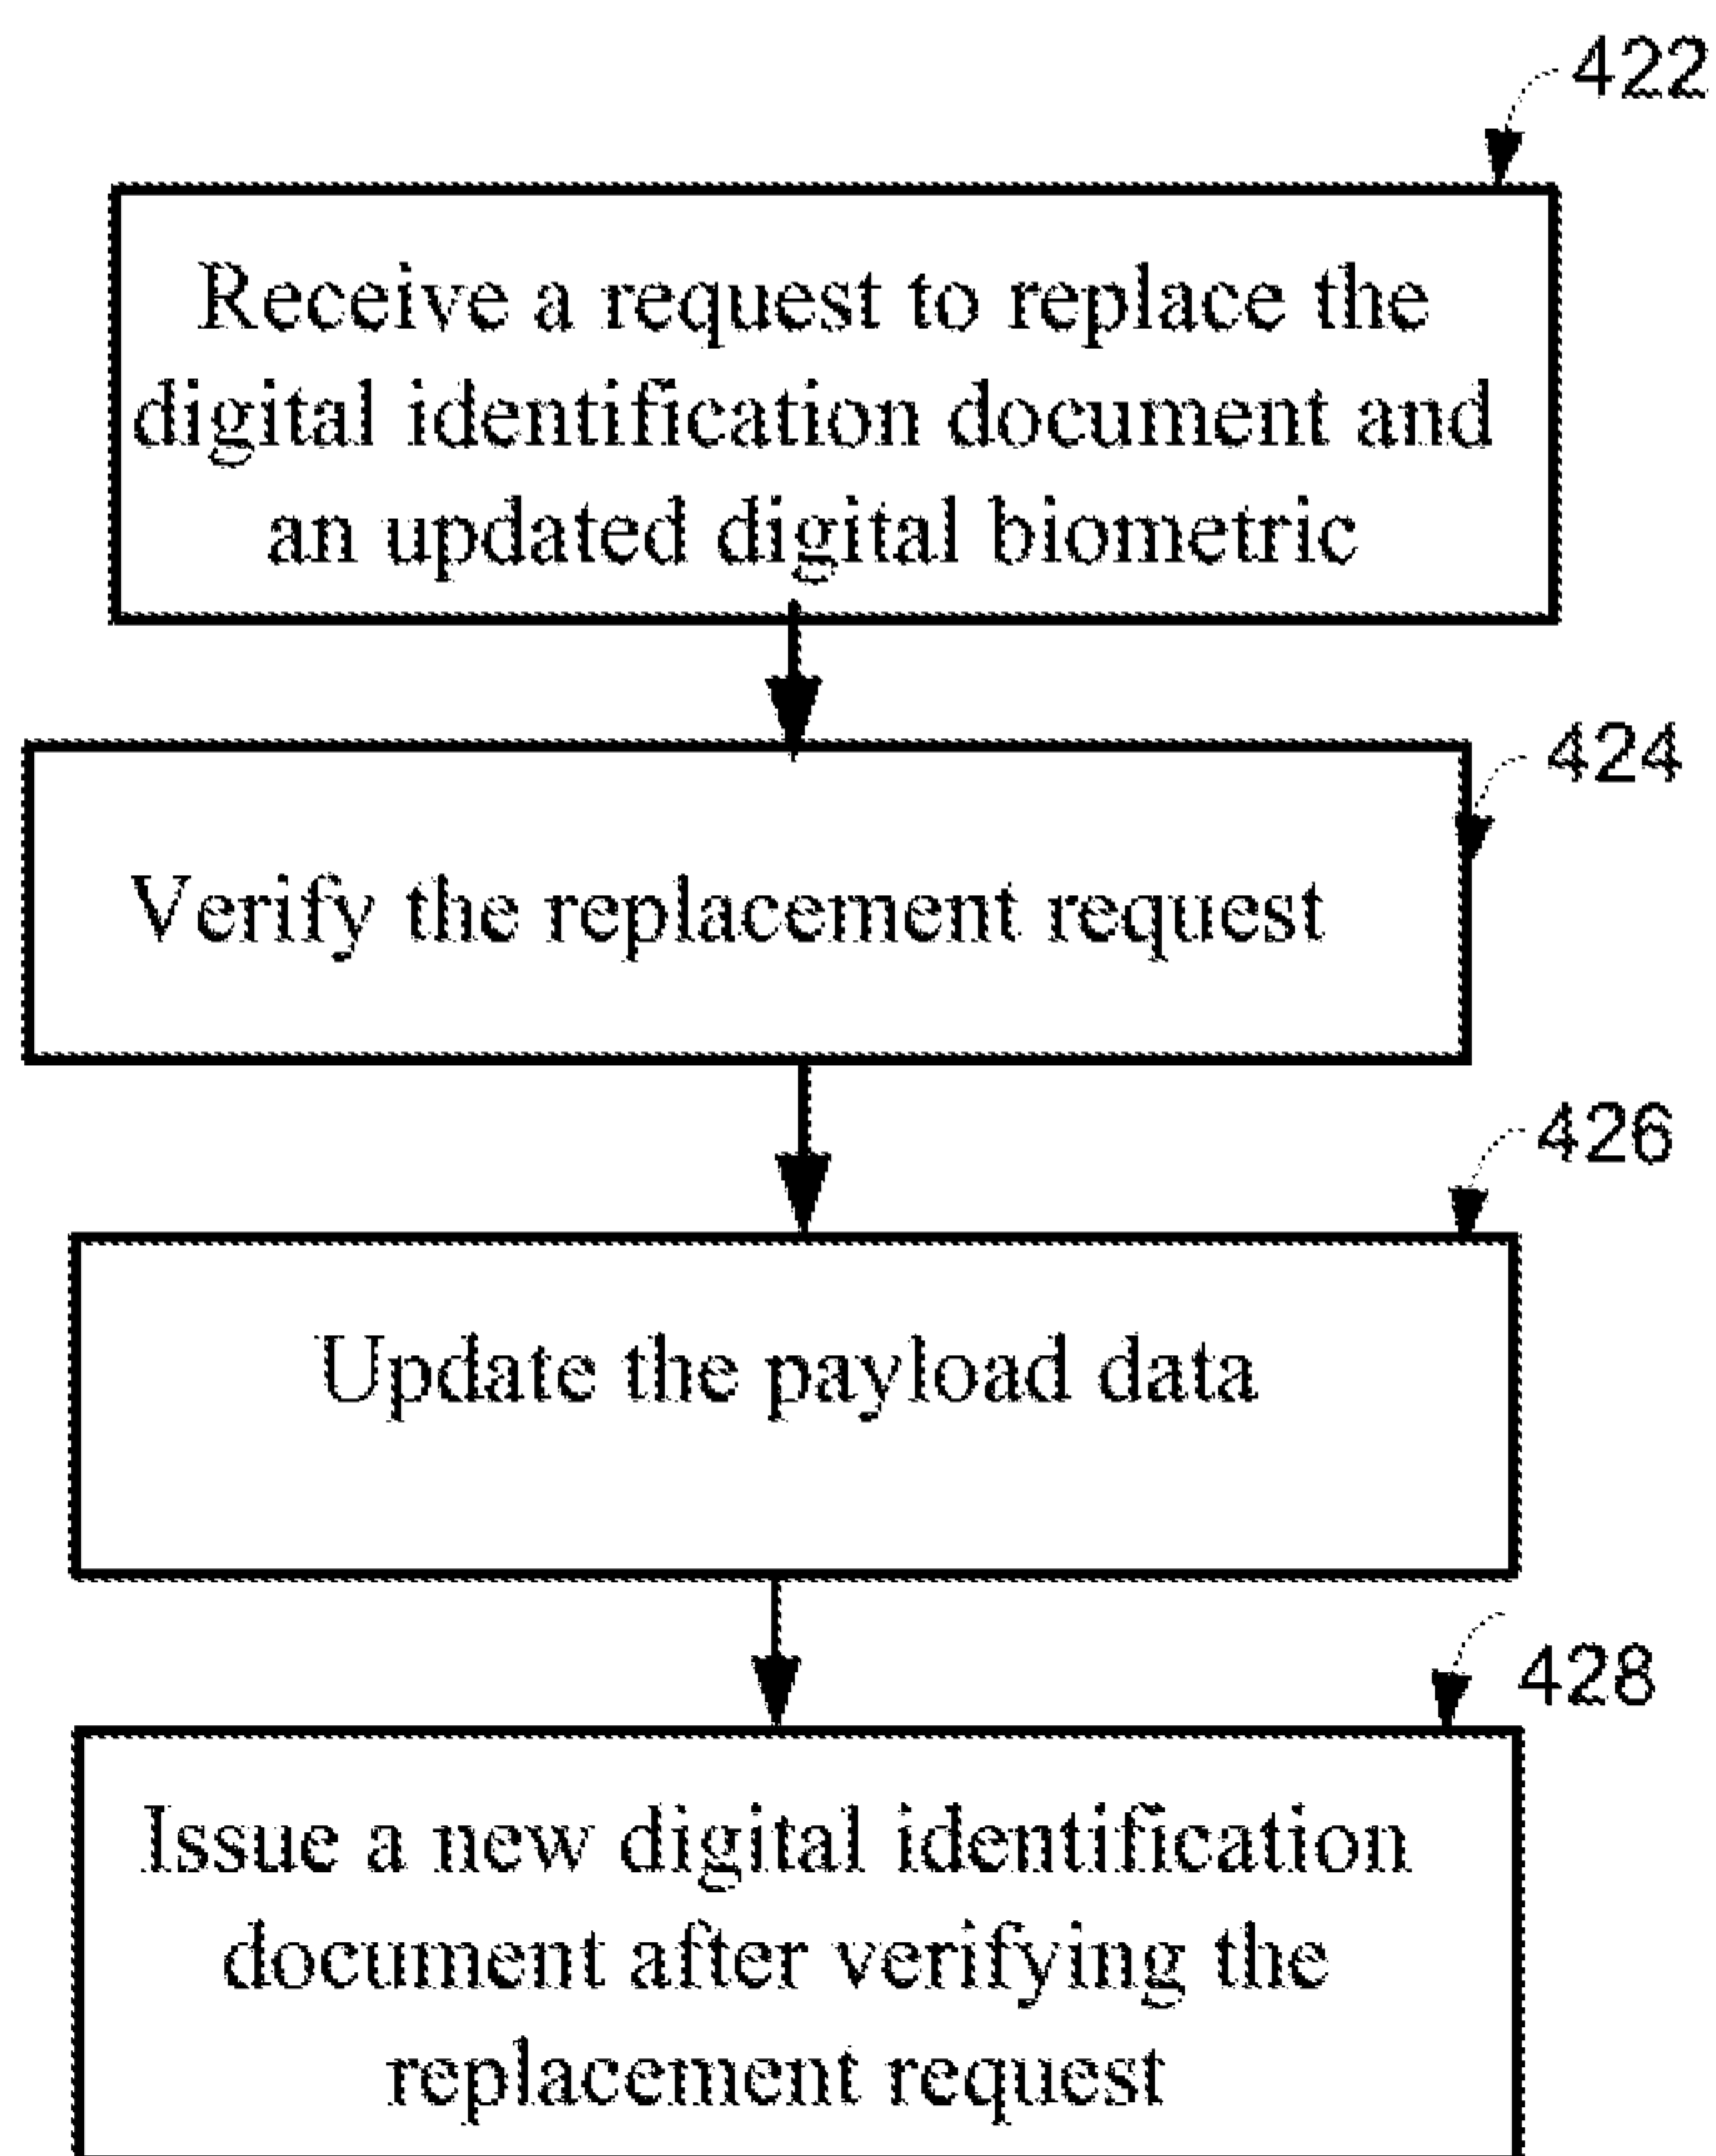 422
Receive a request to replace the
digital identification document and
an updated digital biometric
424
Verify the replacement request
426
Update the payload data
428
Issue a new digital identification
document after verifying the
replacement request